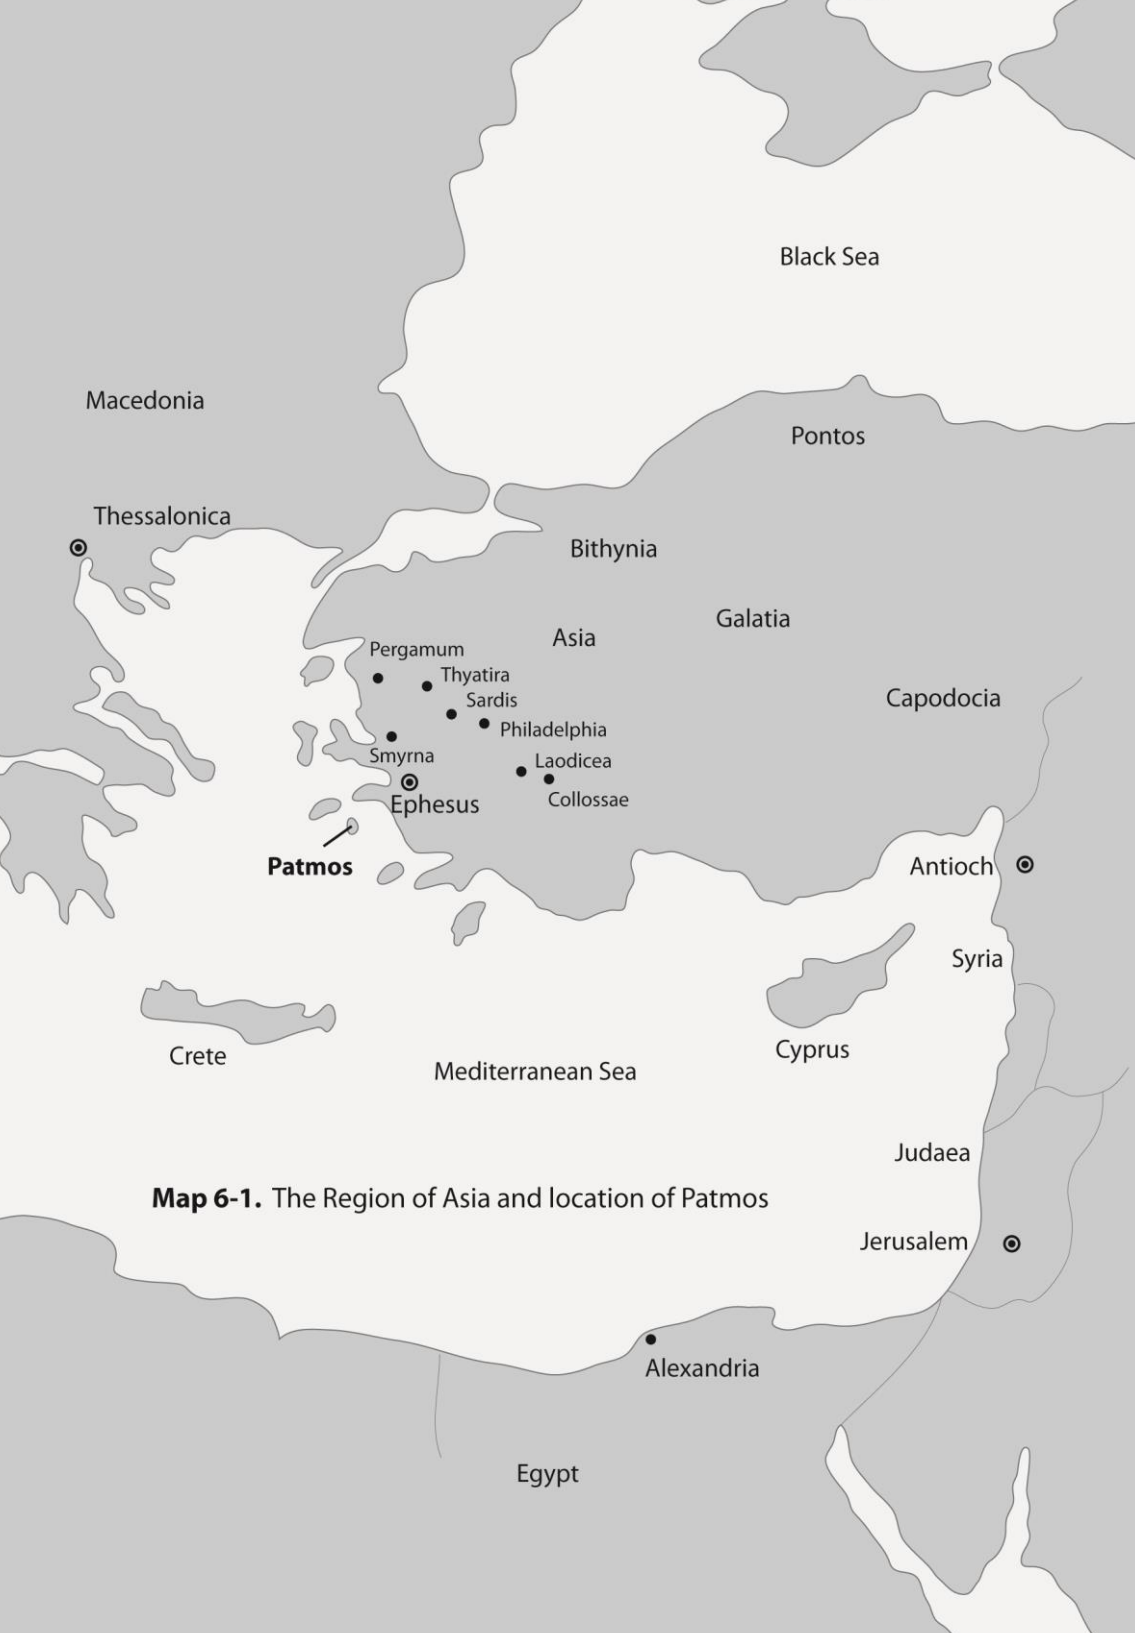 Black Sea
Macedonia
Pontos
Thessalonica
Bithynia
Galatia
Asia
Pergamum
Thyatira
Sardis
Capodocia
Philadelphia
Smyrna
Laodicea
Collossae
Ephesus
Patmos
Antioch
Syria
Crete
Cyprus
Mediterranean Sea
Judaea
Map 6-1. The Region of Asia and location of Patmos
Jerusalem
Alexandria
Egypt